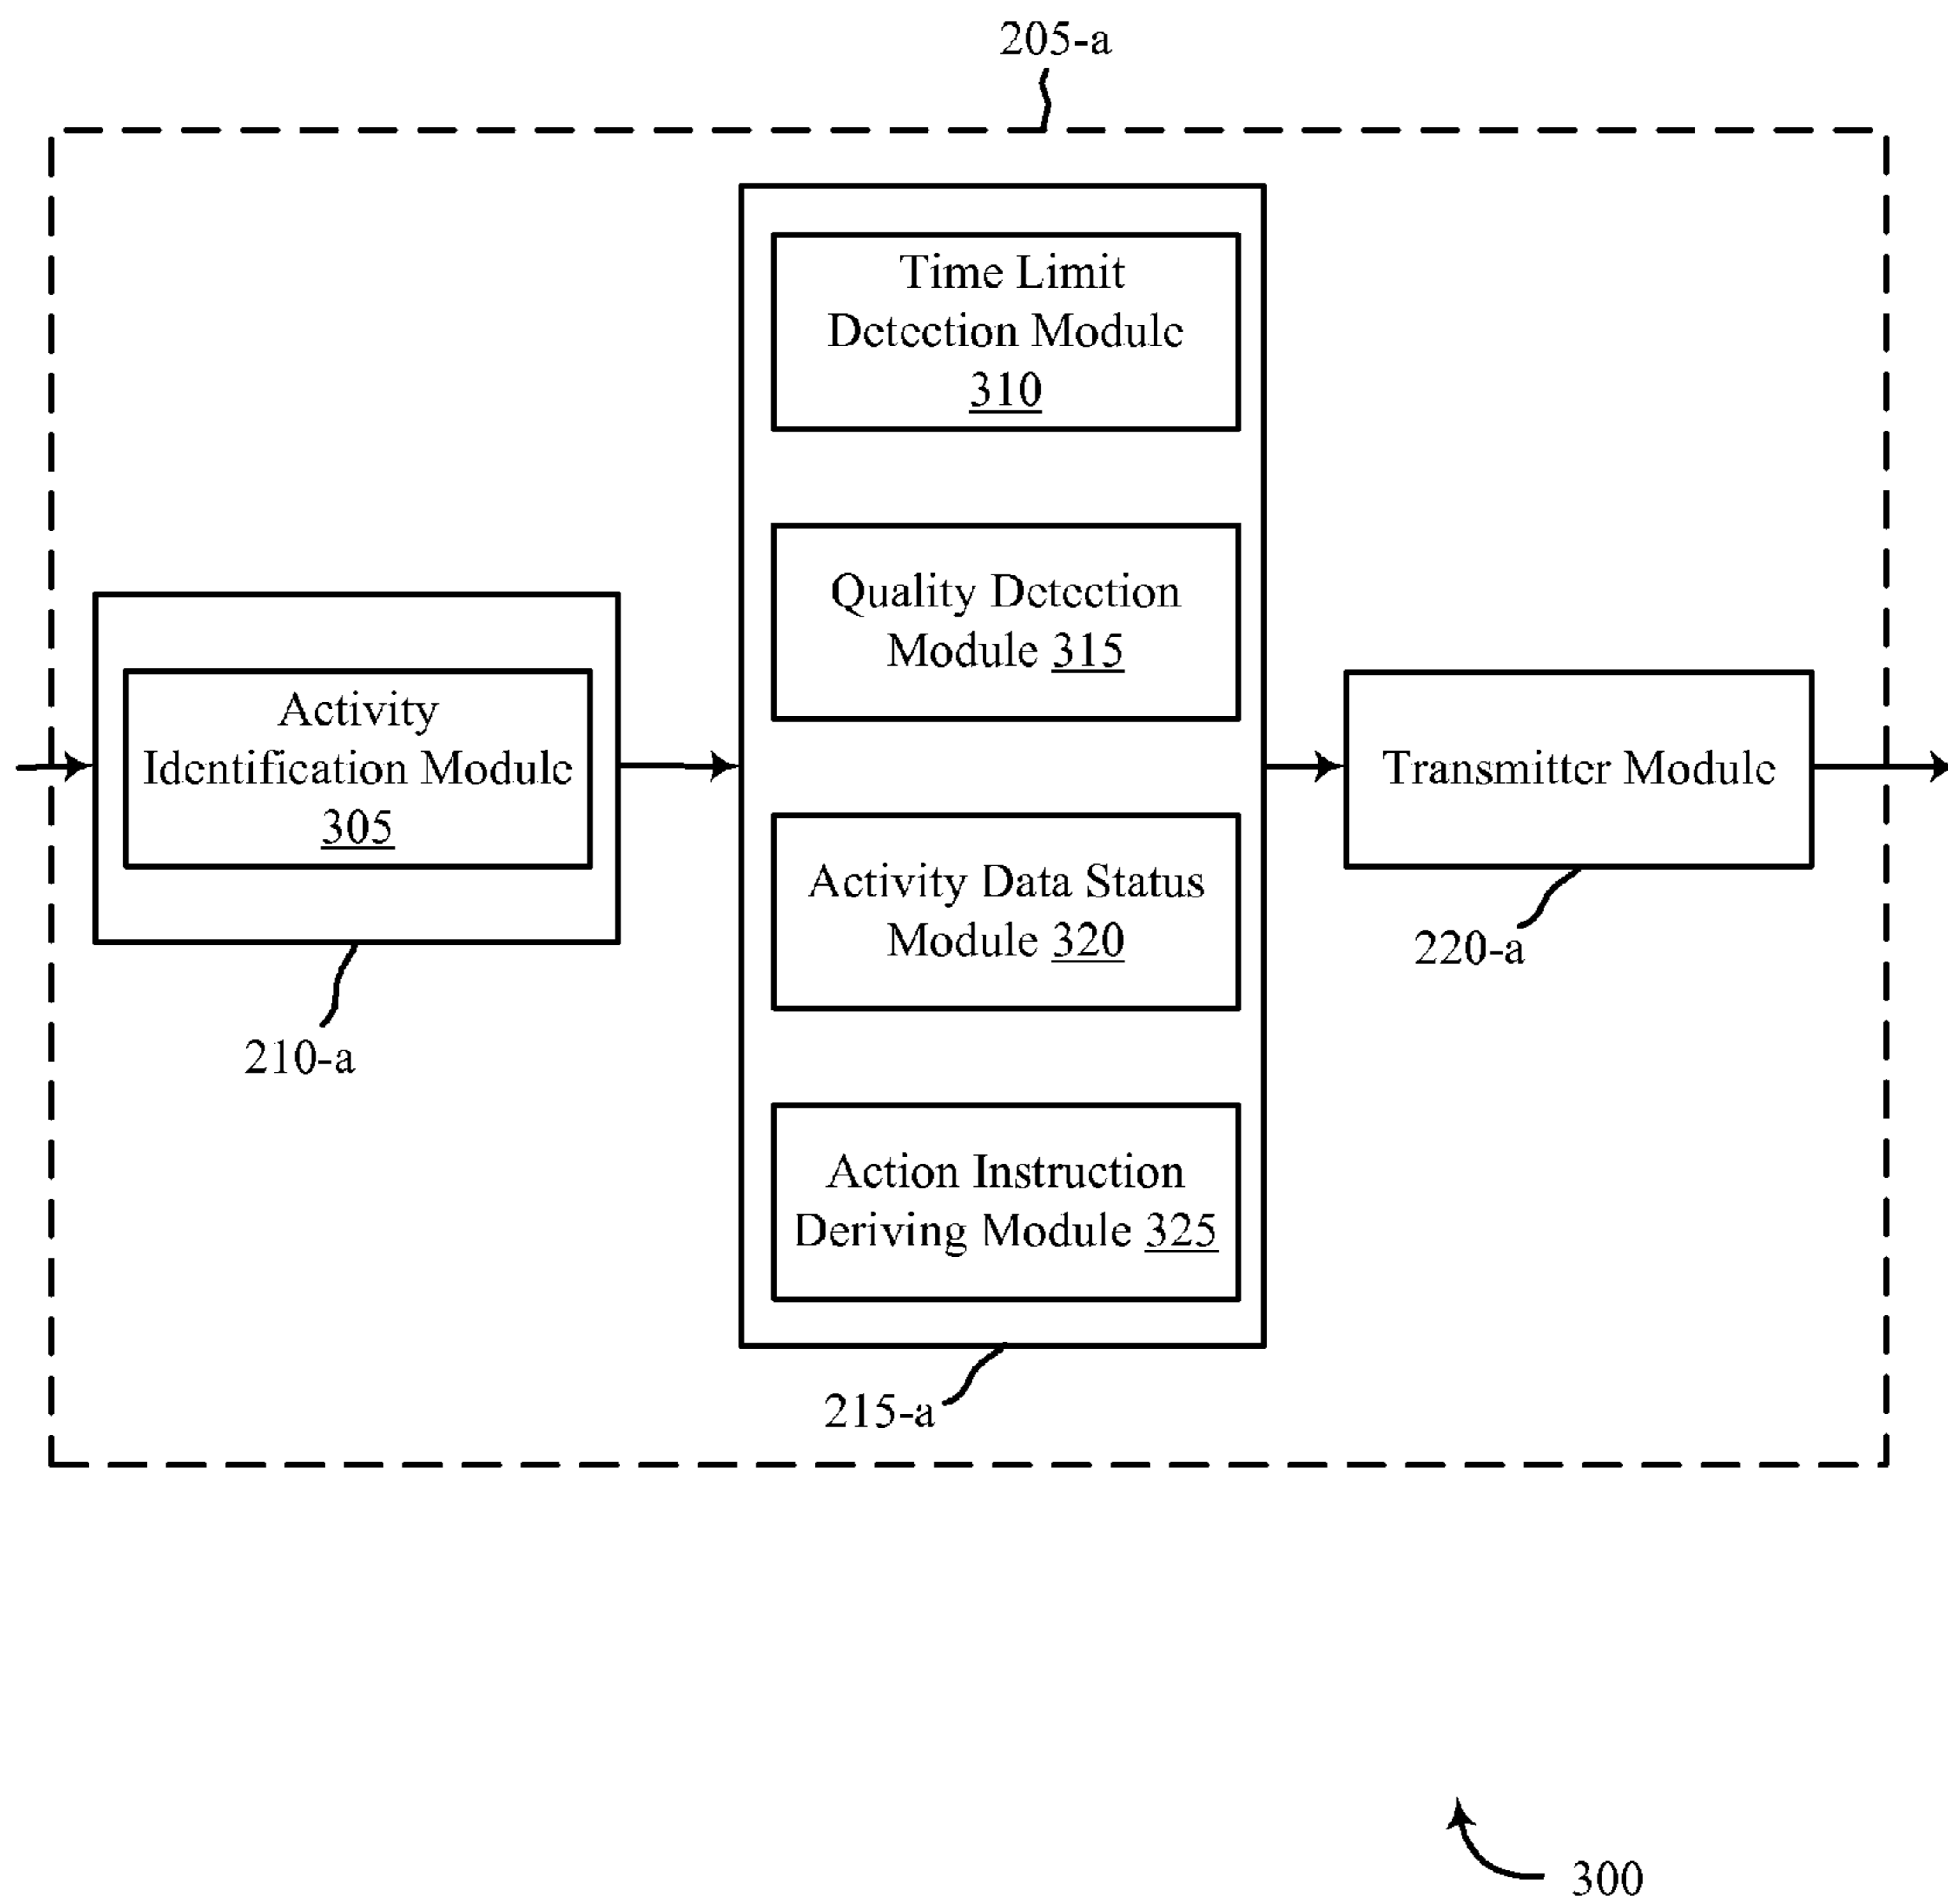 205-a
Time Limit
Detection Module
310
Quality Detection
Module 315
Activity
Identification Module
305
Transmitter Module
Activity Data Status
Module 320
220-a
210-a
Action Instruction
Deriving Module 325
215-a
300